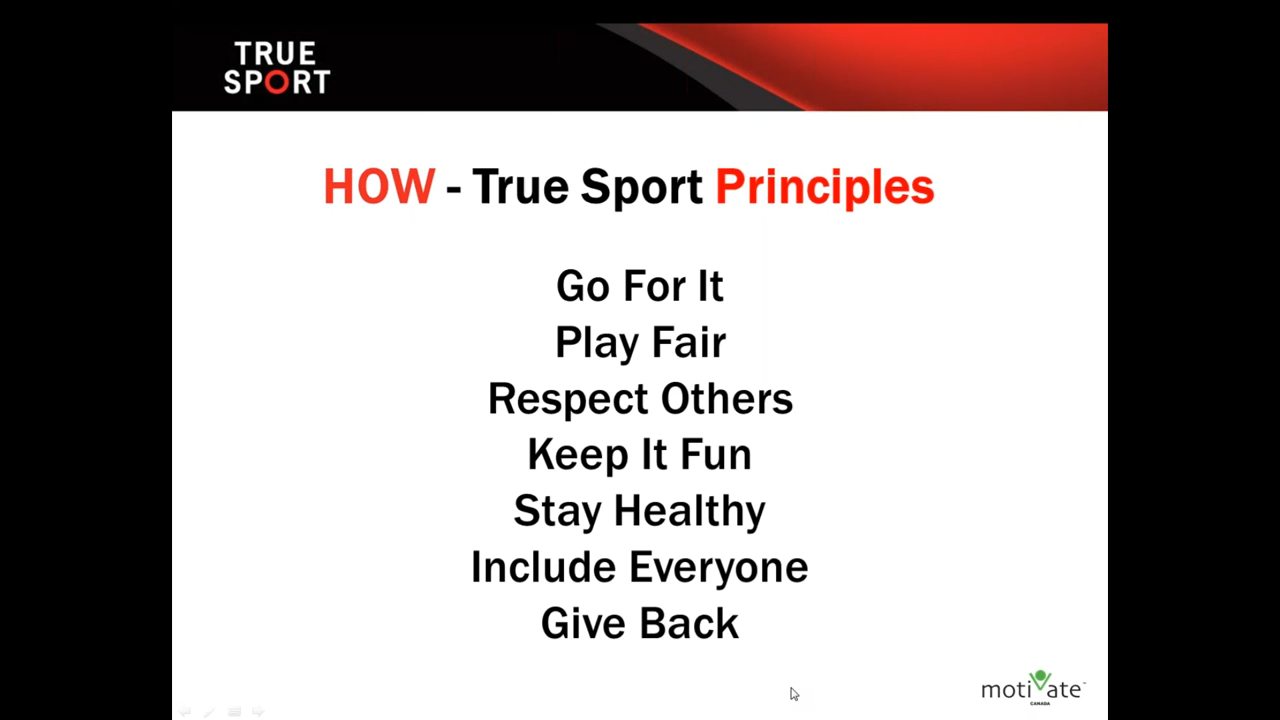 TRUE
SPORT
HOW - True Sport Principles
Go For It
Play Fair
Respect Others
Keep It Fun
Stay Healthy
Include Everyone
Give Back
motivate
CANADA